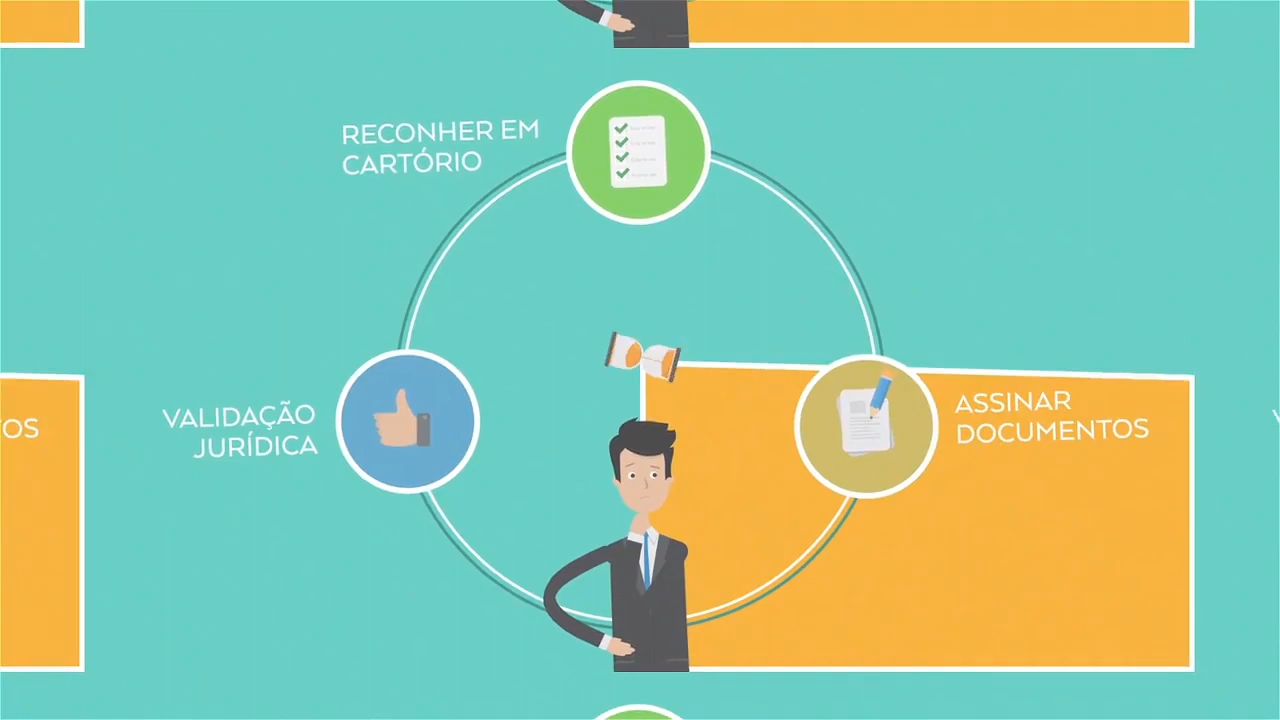 RECONHER EM
CARTÓRIO
VALIDAÇÃO
JURÍDICA
ASSINAR
DOCUMENTOS